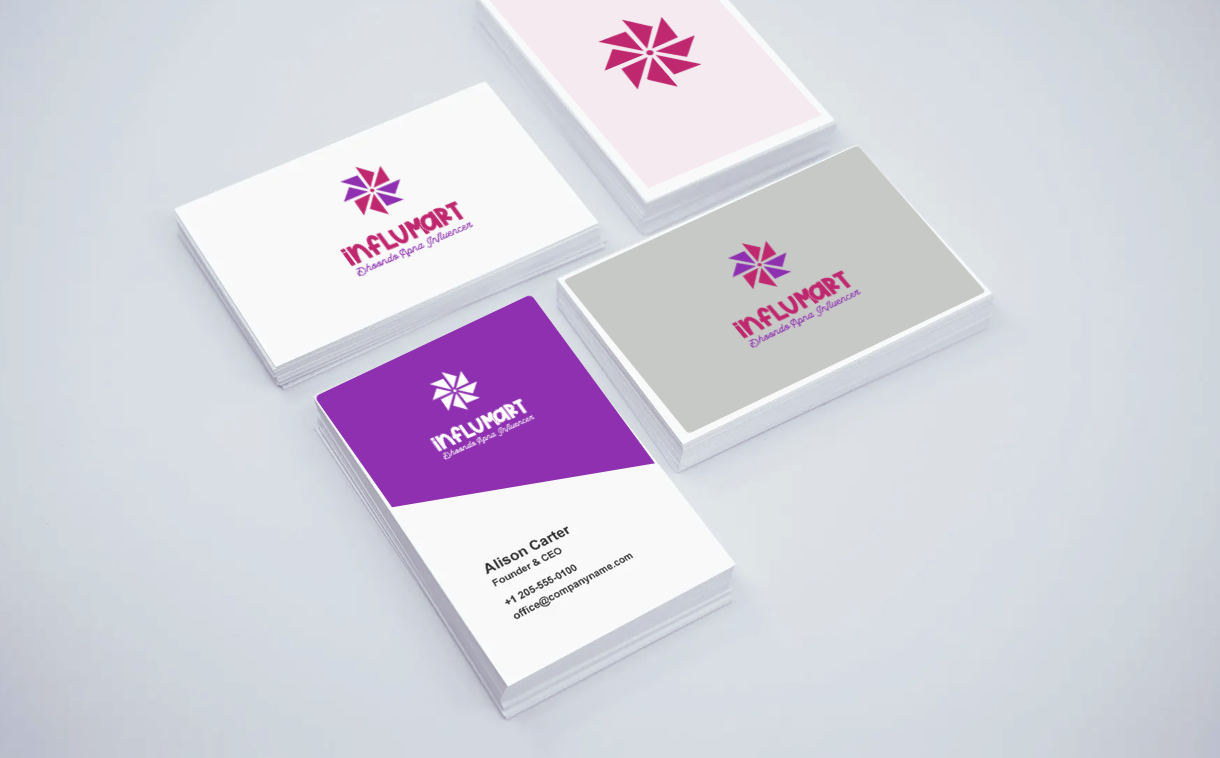 INFLUMART
Dhoondo Apna Influencer
INFLUMART
Dhoondo Apna Influencer
INFLUMART
Dhoondo Apna Influencer
Alison Carter
Founder & CEO
+1 205-555-0100
office@companyname.com